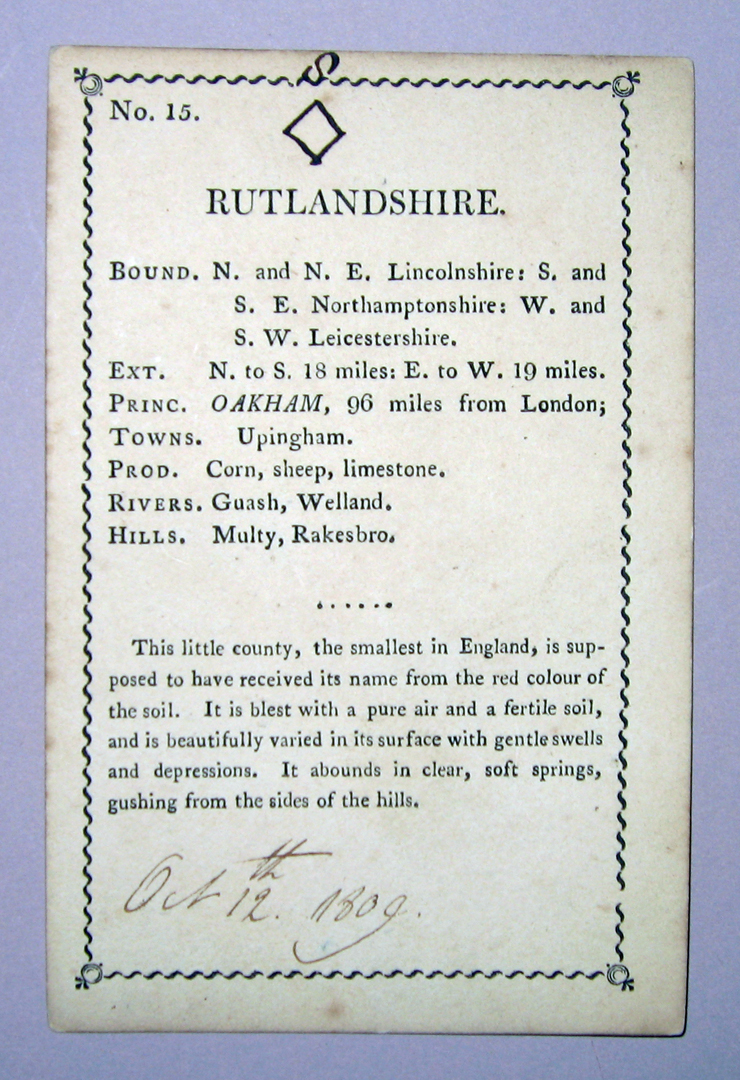 S
No. 15.
RUTLANDSHIRE.
BOUND. N. and N. E. Lincolnshire: S. and
S. E. Northamptonshire: W. and
S. W. Leicestershire.
EXT. N. to S. 18 miles: E. to W. 19 miles.
PRINC. OAKHAM, 96 miles from London;
TOWNS. Upingham.
PROD. Corn, sheep, limestone.
RIVERS. Guash, Welland.
HILLS. Multy, Rakesbro.
This little county, the smallest in England, is sup-
posed to have received its name from the red colour of
the soil. It is blest with a pure air and a fertile soil,
and is beautifully varied in its surface with gentle swells
and depressions. It abounds in clear, soft springs,
gushing from the sides of the hills.
Oct 12th. 1809.